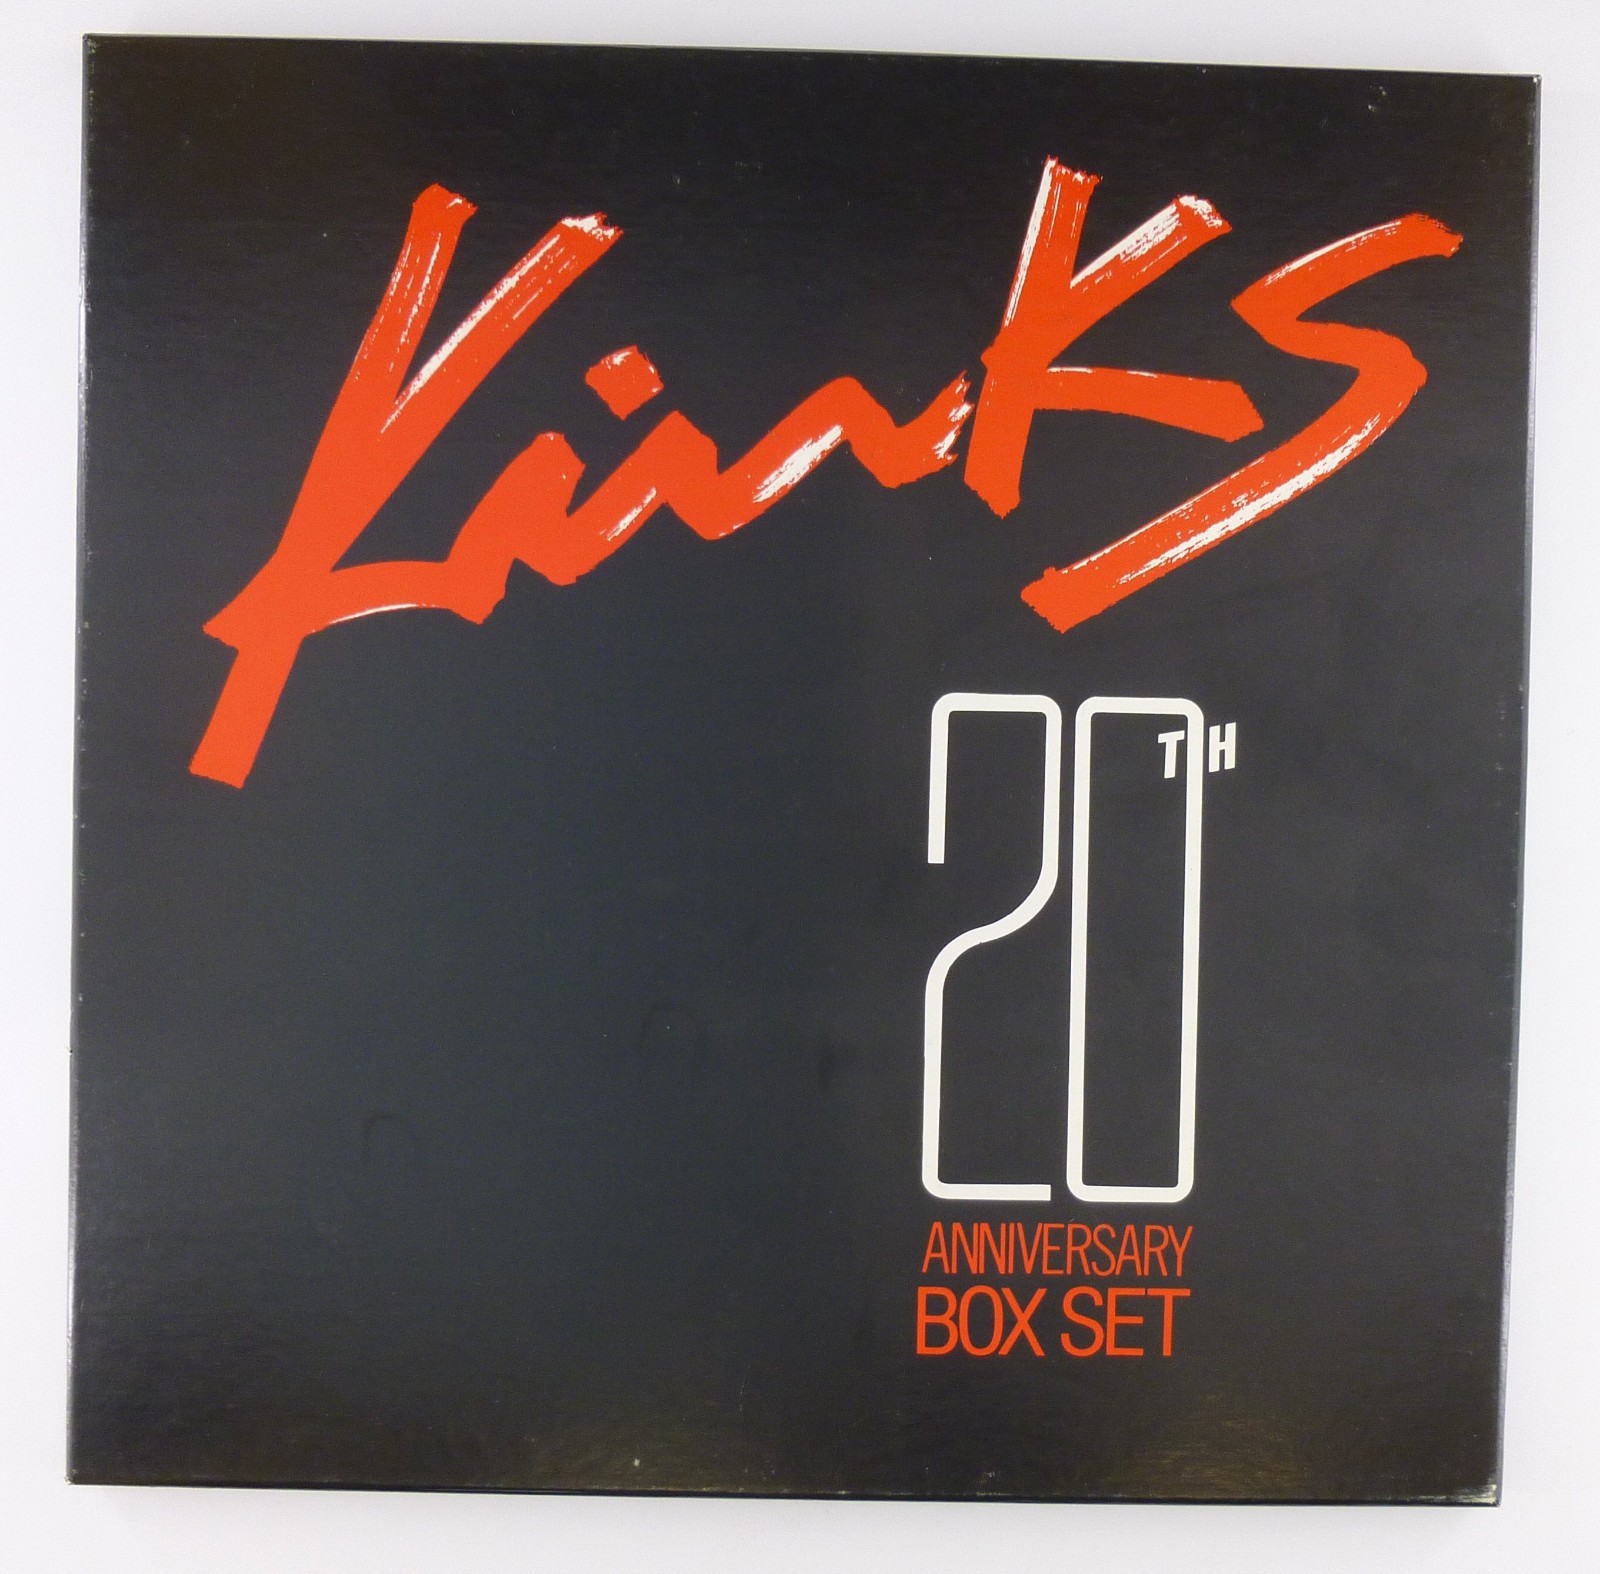 KinKS
20TH
ANNIVERSARY
BOX SET